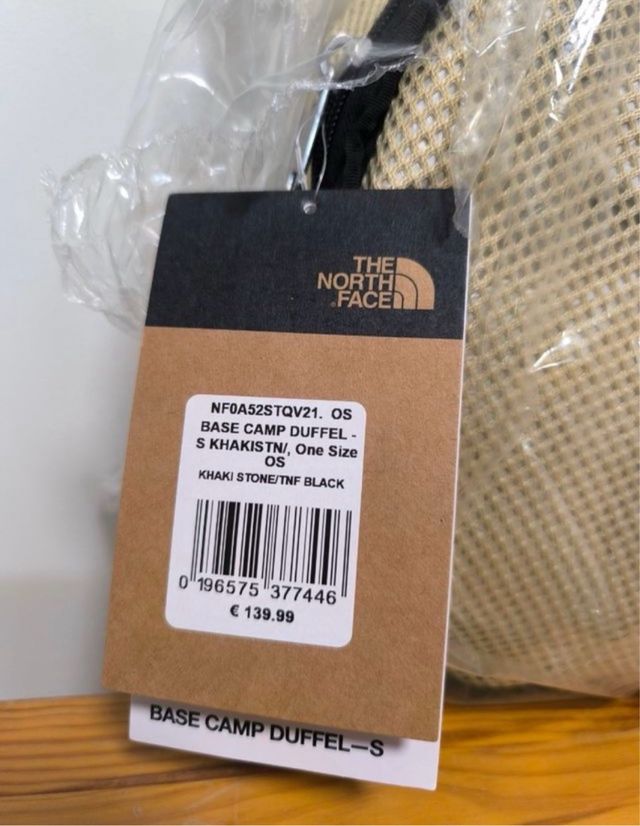 THE
NORTH
FACE
NF0A52STQV21. OS
BASE CAMP DUFFEL -
S KHAKISTN/, One Size
OS
KHAKI STONE/TNF BLACK
0 196575 377446
€ 139.99
BASE CAMP DUFFEL—S